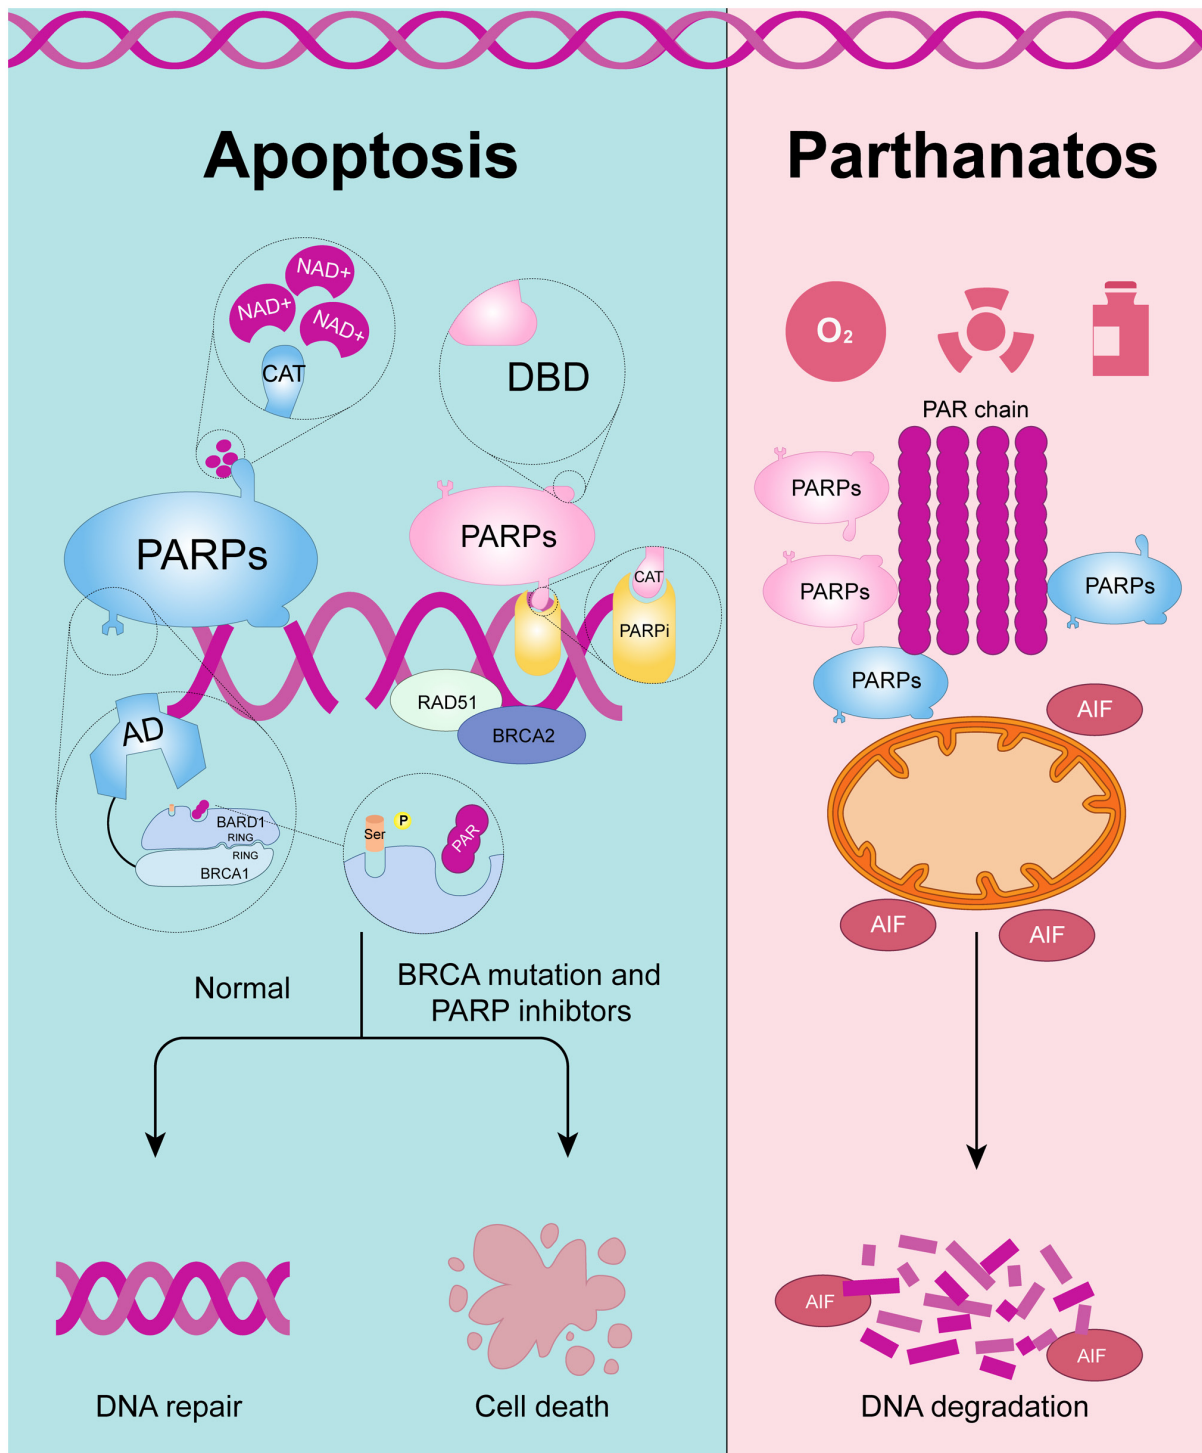 Apoptosis
NAD+
NAD+
NAD+
CAT
DBD
PARPs
PARPs
CAT
PARPi
RAD51
BRCA2
AD
BARD1
RING
RING
BRCA1
Ser
P
PAR
Normal
BRCA mutation and
PARP inhibtors
DNA repair
Cell death
Parthanatos
O₂
PAR chain
PARPs
PARPs
PARPs
PARPs
AIF
AIF
AIF
AIF
AIF
DNA degradation